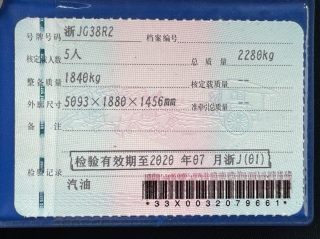 号牌号码 浙JG38R2 档案编号
核定载人数 5人 总质量 2280kg
整备质量 1840kg 核定载质量 --
外廓尺寸 5093×1880×1456mm 准牵引总质量 --
备注
检验有效期至2020 年07 月浙J(01)
检验记录
汽油
*33X0032079661*